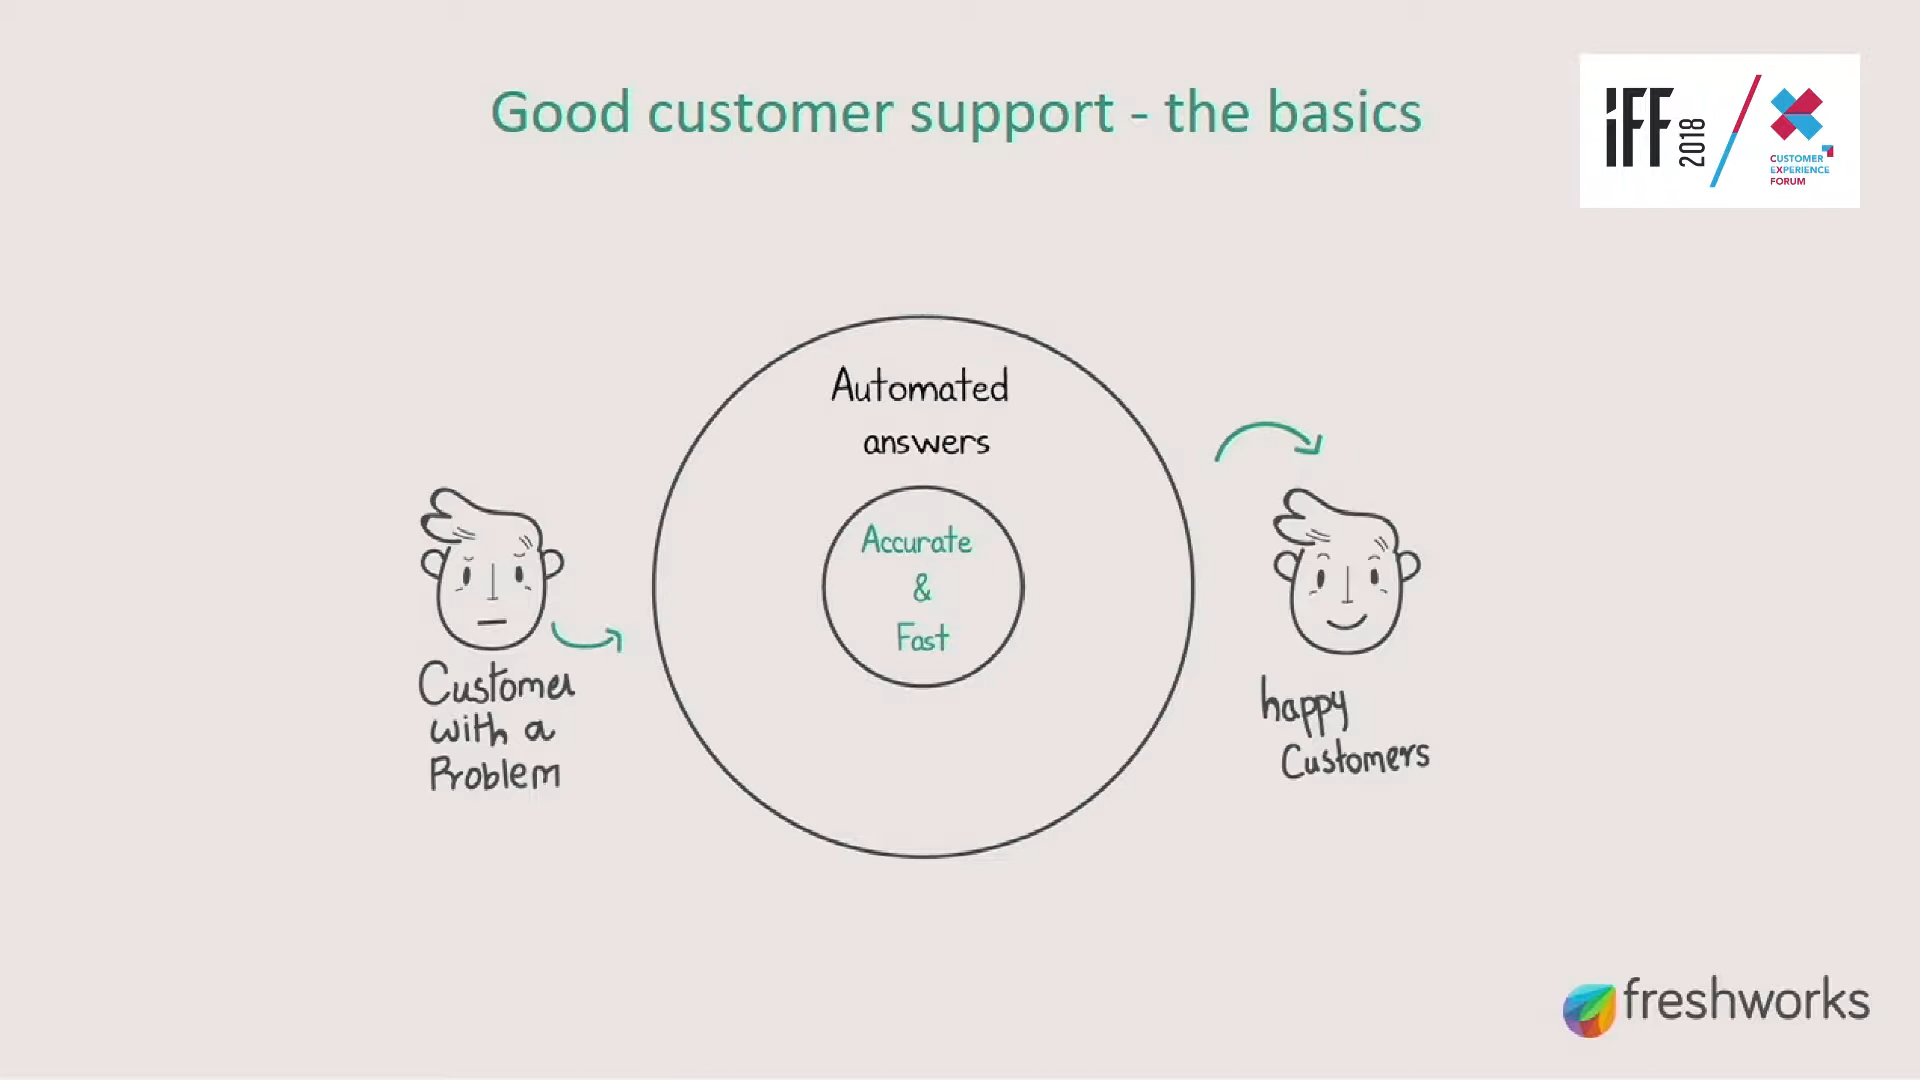 Good customer support - the basics
IFF 2018
CUSTOMER
EXPERIENCE
FORUM
Automated
answers
Accurate
&
Fast
Customer
with a
Problem
happy
Customers
freshworks